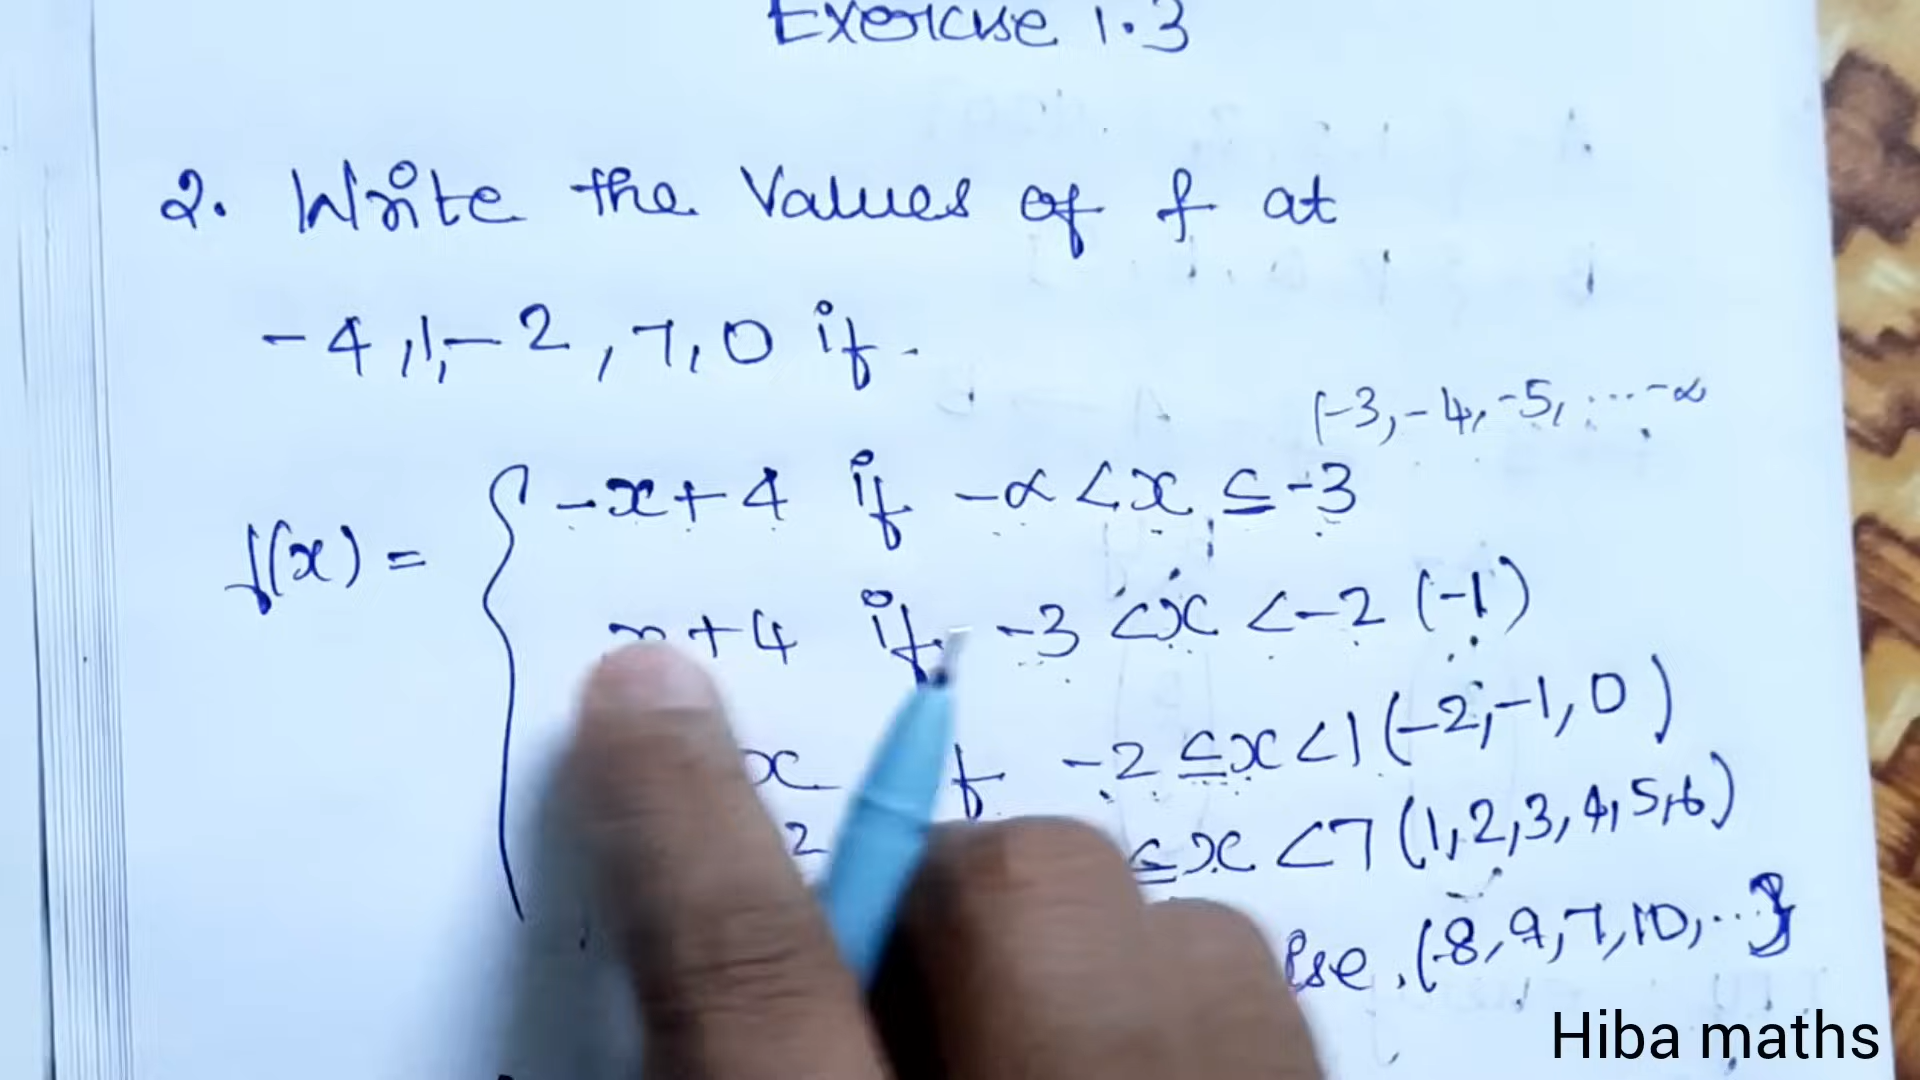 Exercise 1.3
2. Write the values of f at
-4, 1, -2, 7, 0 if.
(-3, -4, -5, ... -∝
f(x) =
-x+4 if -∝ < x ≤ -3
x+4 if -3 < x < -2 (-1)
x f -2 ≤ x < 1 (-2, -1, 0)
2 ≤ x < 7 (1, 2, 3, 4, 5, 6)
lse, (-8, 9, 7, 10, ...}
Hiba maths